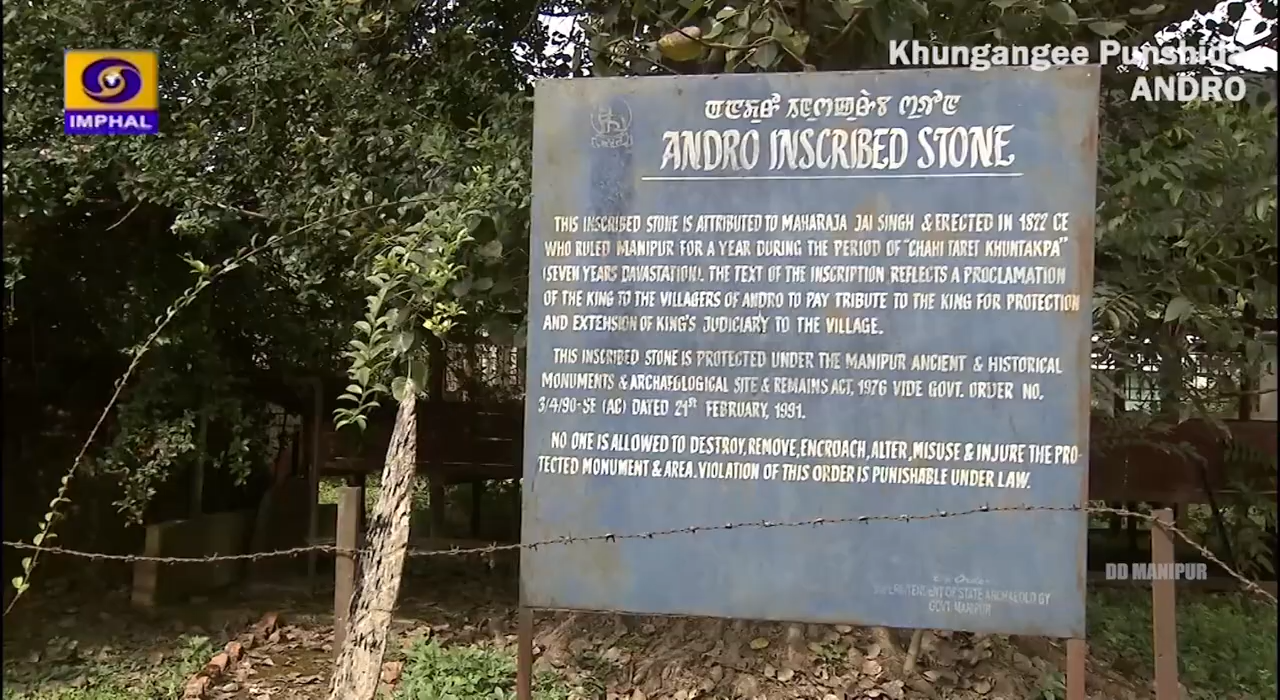 Khungangee Punshida
ANDRO
IMPHAL
ANDRO INSCRIBED STONE
THIS INSCRIBED STONE IS ATTRIBUTED TO MAHARAJA JAI SINGH & ERECTED IN 1822 CE
WHO RULED MANIPUR FOR A YEAR DURING THE PERIOD OF "CHAHI TARET KHUNTAKPA"
(SEVEN YEARS DAVASTATION). THE TEXT OF THE INSCRIPTION REFLECTS A PROCLAMATION
OF THE KING TO THE VILLAGERS OF ANDRO TO PAY TRIBUTE TO THE KING FOR PROTECTION
AND EXTENSION OF KING'S JUDICIARY TO THE VILLAGE.
THIS INSCRIBED STONE IS PROTECTED UNDER THE MANIPUR ANCIENT & HISTORICAL
MONUMENTS & ARCHAEOLOGICAL SITE & REMAINS ACT, 1976 VIDE GOVT. ORDER NO.
3/4/90-SE (AC) DATED 21st FEBRUARY, 1991.
NO ONE IS ALLOWED TO DESTROY, REMOVE, ENCROACH, ALTER, MISUSE & INJURE THE PRO-
TECTED MONUMENT & AREA. VIOLATION OF THIS ORDER IS PUNISHABLE UNDER LAW.
DD MANIPUR
OF STATE ARCHAEOLOGY
GOVT. MANIPUR